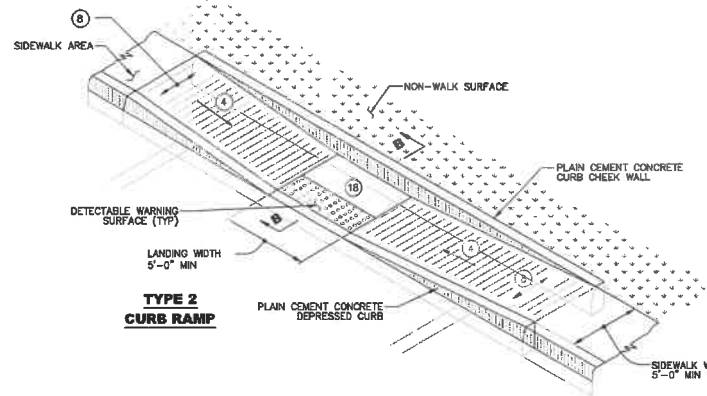 8
SIDEWALK AREA
4
NON-WALK SURFACE
B
PLAIN CEMENT CONCRETE
CURB CHEEK WALL
18
DETECTABLE WARNING
SURFACE (TYP)
B
4
LANDING WIDTH
5'-0" MIN
TYPE 2
CURB RAMP
PLAIN CEMENT CONCRETE
DEPRESSED CURB
SIDEWALK
5'-0" MIN